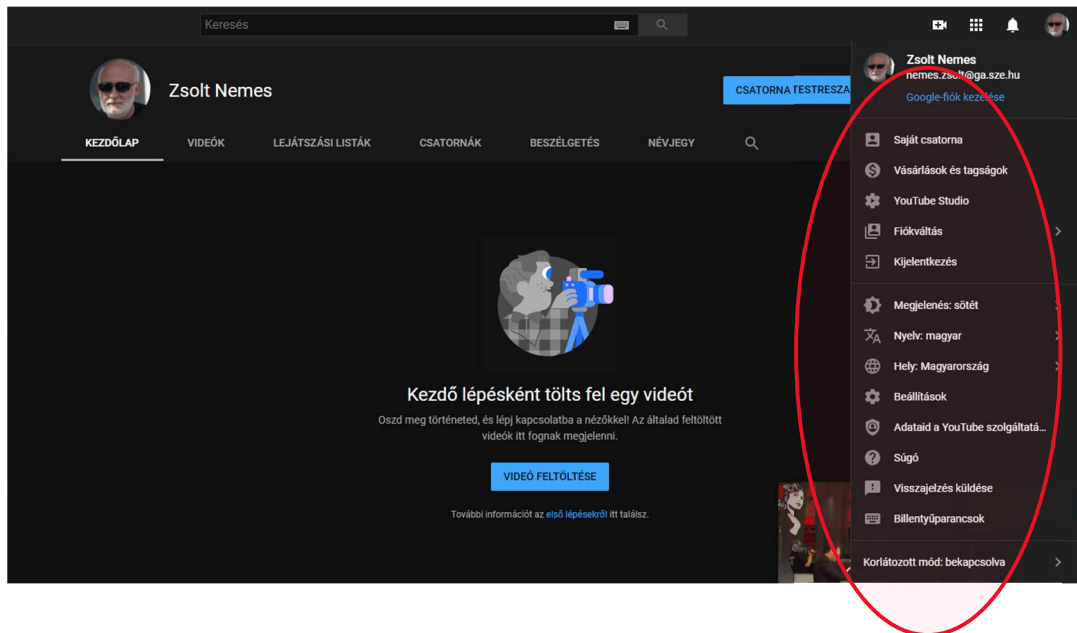 Keresés
Zsolt Nemes
CSATORNA TESTRESZA
KEZDŐLAP VIDEÓK LEJÁTSZÁSI LISTÁK CSATORNÁK BESZÉLGETÉS NÉVJEGY
Kezdő lépésként tölts fel egy videót
Oszd meg történeted, és lépj kapcsolatba a nézőkkel! Az általad feltöltött
videók itt fognak megjelenni.
VIDEÓ FELTÖLTÉSE
További információt az első lépésekről itt találsz.
Zsolt Nemes
nemes.zsolt@ga.sze.hu
Google-fiók kezelése
Saját csatorna
Vásárlások és tagságok
YouTube Studio
Fiókváltás
Kijelentkezés
Megjelenés: sötét
Nyelv: magyar
Hely: Magyarország
Beállítások
Adataid a YouTube szolgáltatá...
Súgó
Visszajelzés küldése
Billentyűparancsok
Korlátozott mód: bekapcsolva